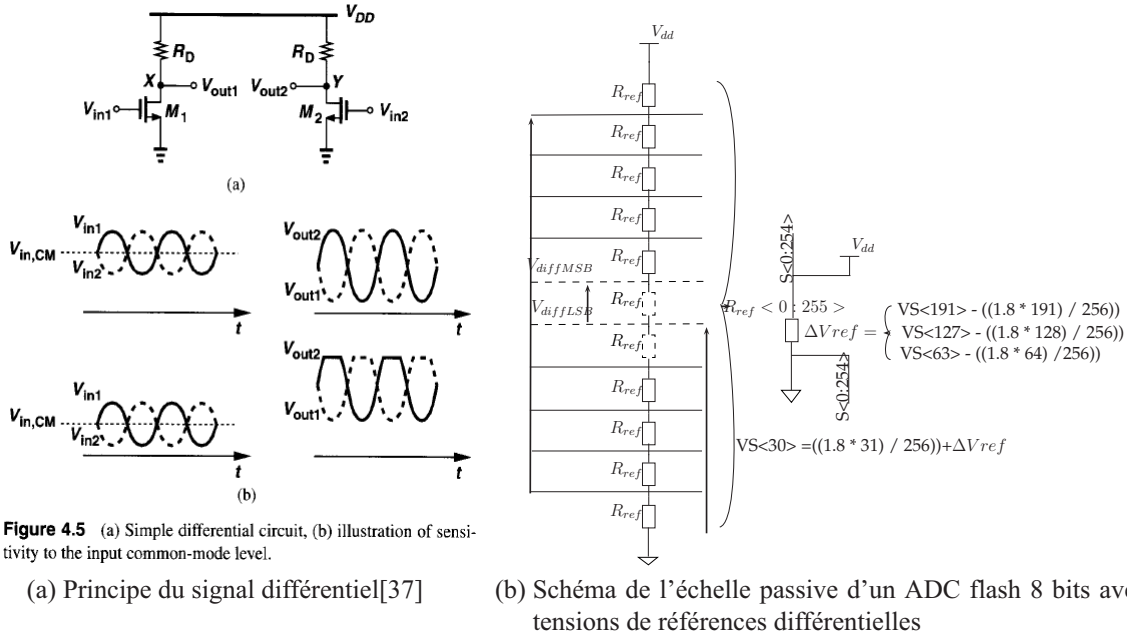 V_DD
R_D
R_D
X
V_out1
V_out2
Y
V_in1
M_1
M_2
V_in2
(a)
V_in1
V_in,CM
V_in2
t
V_out2
V_out1
t
V_in1
V_in,CM
V_in2
t
V_out2
V_out1
t
(b)
Figure 4.5 (a) Simple differential circuit, (b) illustration of sensi-
tivity to the input common-mode level.
(a) Principe du signal différentiel[37]
V_dd
R_ref
R_ref
R_ref
R_ref
R_ref
V_diffMSB
R_ref
V_diffLSB
R_ref
R_ref
R_ref
R_ref
R_ref
R_ref < 0 : 255 >
S<0:254>
V_dd
ΔVref =
VS<191> - ((1.8 * 191) / 256))
VS<127> - ((1.8 * 128) / 256))
VS<63> - ((1.8 * 64) /256))
S<0:254>
VS<30> =((1.8 * 31) / 256))+ΔVref
(b) Schéma de l'échelle passive d'un ADC flash 8 bits ave
tensions de références différentielles